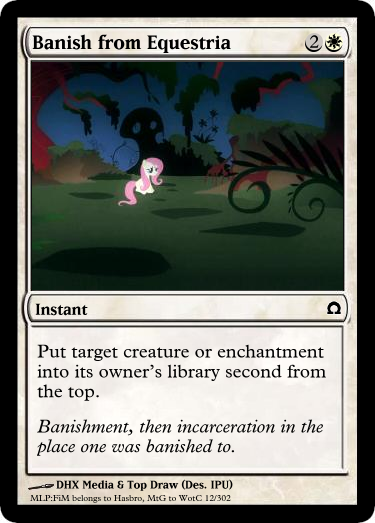 Banish from Equestria 2
Instant Ω
Put target creature or enchantment
into its owner's library second from
the top.
Banishment, then incarceration in the
place one was banished to.
DHX Media & Top Draw (Des. IPU)
MLP:FiM belongs to Hasbro, MtG to WotC 12/302